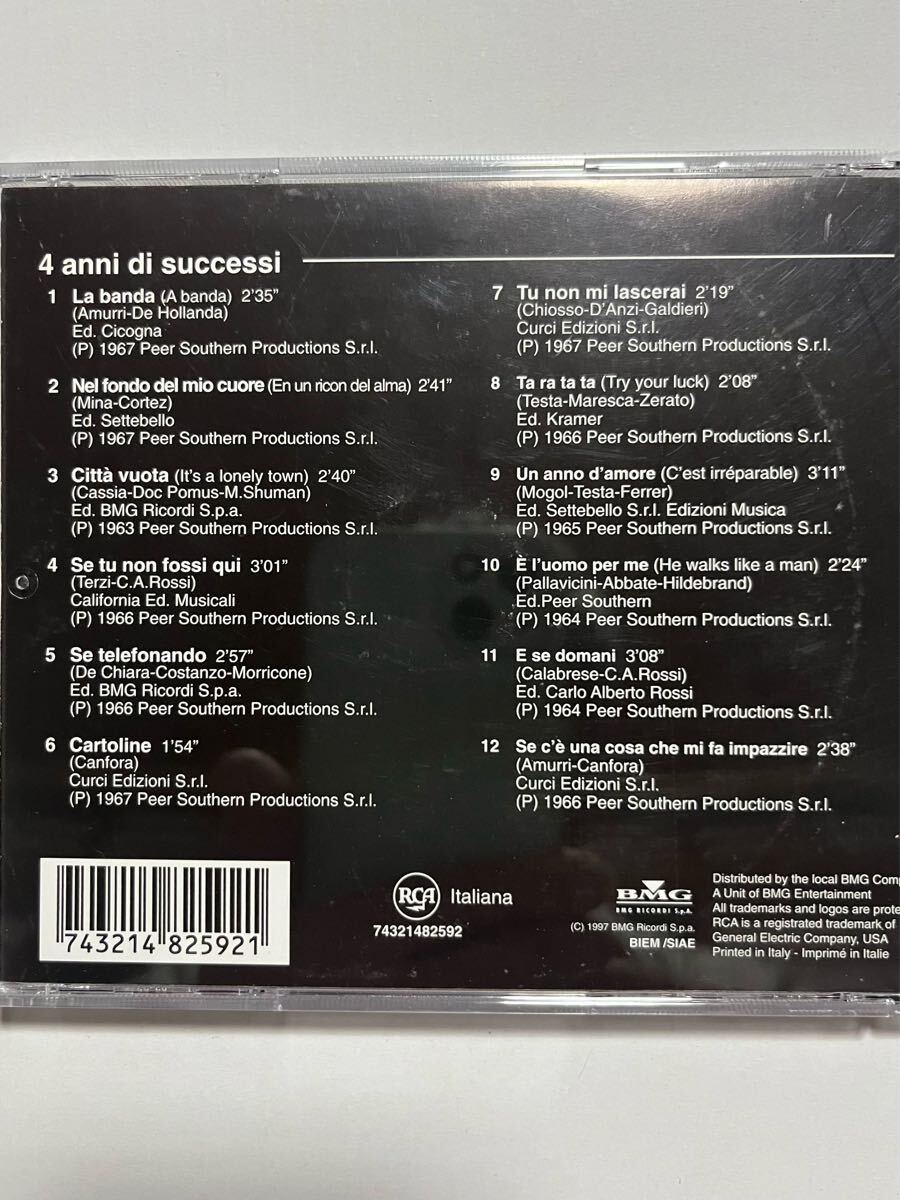 4 anni di successi
1 La banda (A banda) 2'35"
(Amurri-De Hollanda)
Ed. Cicogna
(P) 1967 Peer Southern Productions S.r.l.
2 Nel fondo del mio cuore (En un ricon del alma) 2'41"
(Mina-Cortez)
Ed. Settebello
(P) 1967 Peer Southern Productions S.r.l.
3 Città vuota (It's a lonely town) 2'40"
(Cassia-Doc Pomus-M.Shuman)
Ed. BMG Ricordi S.p.a.
(P) 1963 Peer Southern Productions S.r.l.
4 Se tu non fossi qui 3'01"
(Terzi-C.A.Rossi)
California Ed. Musicali
(P) 1966 Peer Southern Productions S.r.l.
5 Se telefonando 2'57"
(De Chiara-Costanzo-Morricone)
Ed. BMG Ricordi S.p.a.
(P) 1966 Peer Southern Productions S.r.l.
6 Cartoline 1'54"
(Canfora)
Curci Edizioni S.r.l.
(P) 1967 Peer Southern Productions S.r.l.
7 Tu non mi lascerai 2'19"
(Chiosso-D'Anzi-Galdieri)
Curci Edizioni S.r.l.
(P) 1967 Peer Southern Productions S.r.l.
8 Ta ra ta ta (Try your luck) 2'08"
(Testa-Maresca-Zerato)
Ed. Kramer
(P) 1966 Peer Southern Productions S.r.l.
9 Un anno d'amore (C'est irréparable) 3'11"
(Mogol-Testa-Ferrer)
Ed. Settebello S.r.l. Edizioni Musica
(P) 1965 Peer Southern Productions S.r.l.
10 È l'uomo per me (He walks like a man) 2'24"
(Pallavicini-Abbate-Hildebrand)
Ed.Peer Southern
(P) 1964 Peer Southern Productions S.r.l.
11 E se domani 3'08"
(Calabrese-C.A.Rossi)
Ed. Carlo Alberto Rossi
(P) 1964 Peer Southern Productions S.r.l.
12 Se c'è una cosa che mi fa impazzire 2'38"
(Amurri-Canfora)
Curci Edizioni S.r.l.
(P) 1966 Peer Southern Productions S.r.l.
7 43214 82592 1
RCA Italiana
74321482592
BMG
BMG RICORDI S.p.A.
(C) 1997 BMG Ricordi S.p.a.
BIEM /SIAE
Distributed by the local BMG Comp
A Unit of BMG Entertainment
All trademarks and logos are prote
RCA is a registrated trademark of
General Electric Company, USA
Printed in Italy - Imprimé in Italie